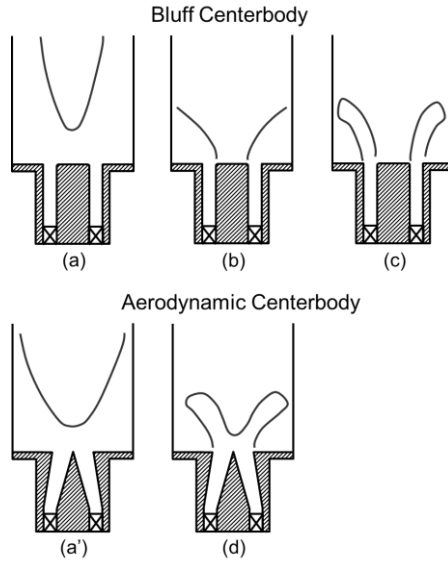 Bluff Centerbody
(a)
(b)
(c)
Aerodynamic Centerbody
(a')
(d)